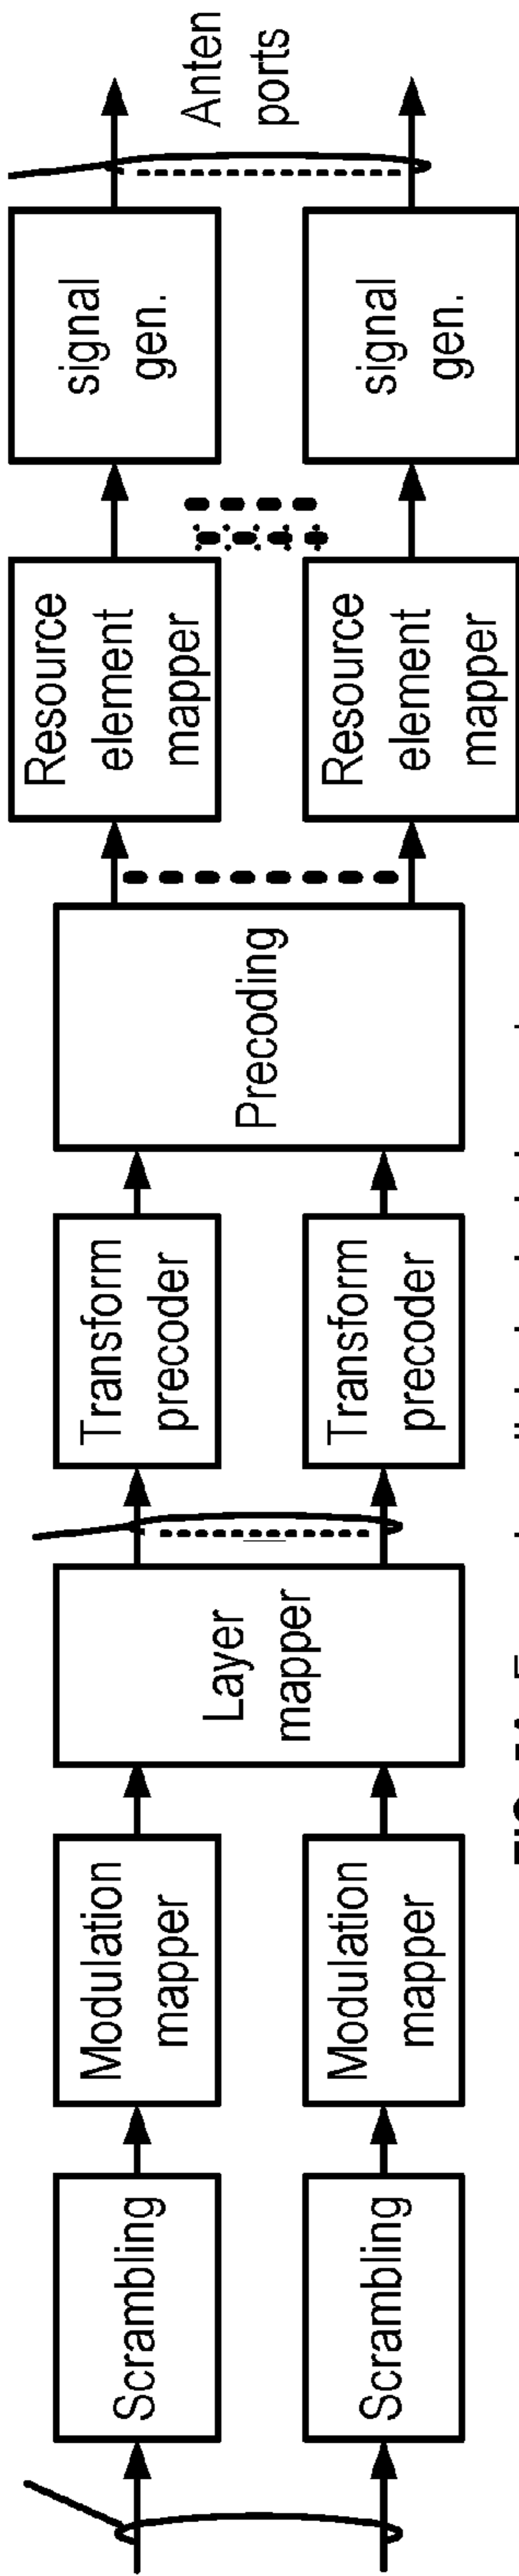 Scrambling
Scrambling
Modulation
mapper
Modulation
mapper
Layer
mapper
Transform
precoder
Transform
precoder
Precoding
Resource
element
mapper
Resource
element
mapper
signal
gen.
signal
gen.
Anten
ports